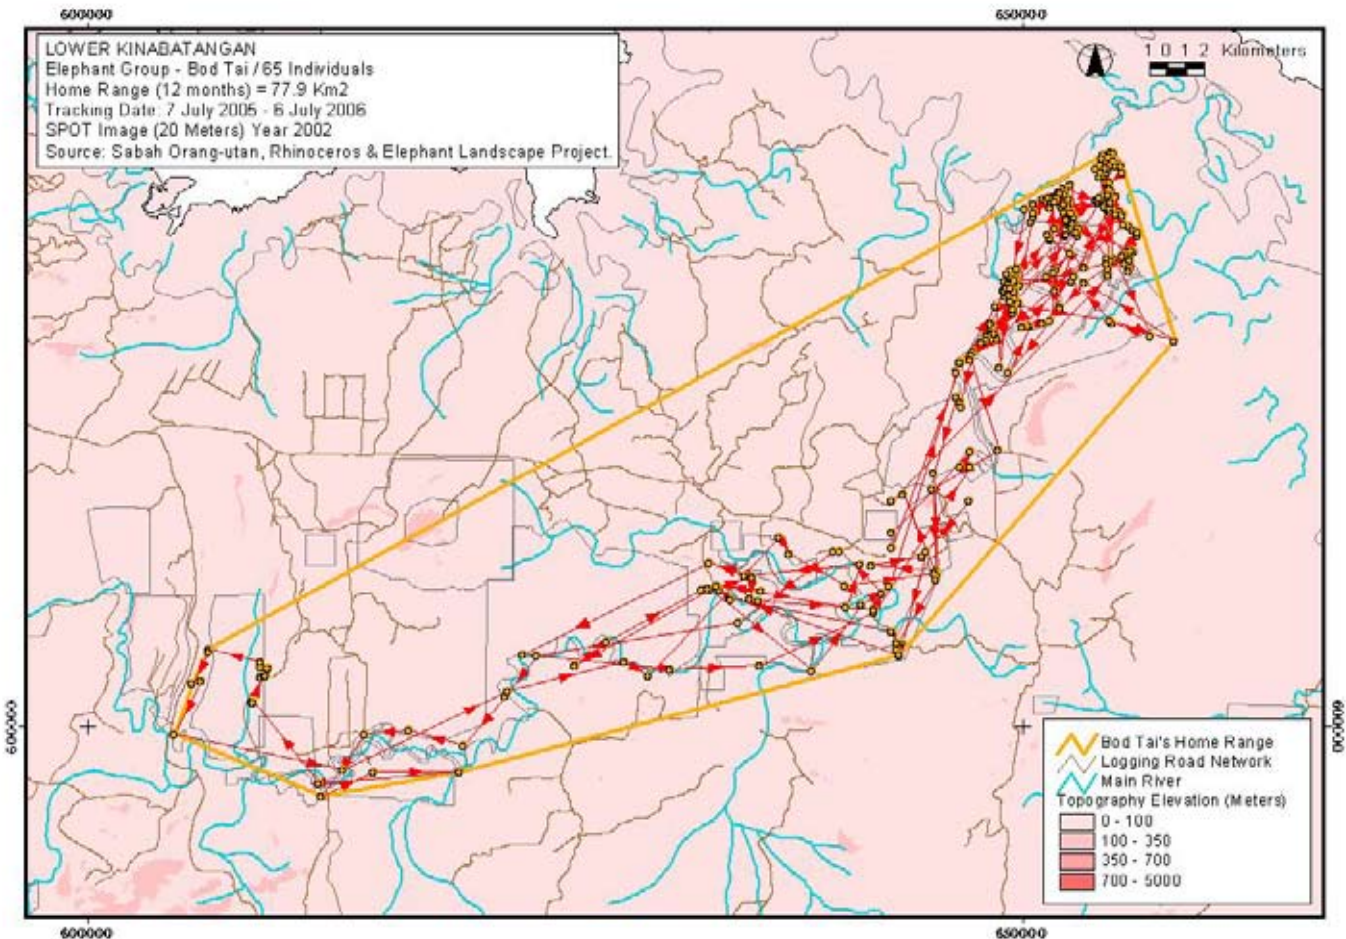 600000 650000
LOWER KINABATANGAN
Elephant Group - Bod Tai / 65 Individuals
Home Range (12 months) = 77.9 Km2
Tracking Date: 7 July 2005 - 6 July 2006
SPOT Image (20 Meters) Year 2002
Source: Sabah Orang-utan, Rhinoceros & Elephant Landscape Project.
1 0 1 2 Kilometers
600000
600000
Bod Tai's Home Range
Logging Road Network
Main River
Topography Elevation (Meters)
0 - 100
100 - 350
350 - 700
700 - 5000
600000 650000